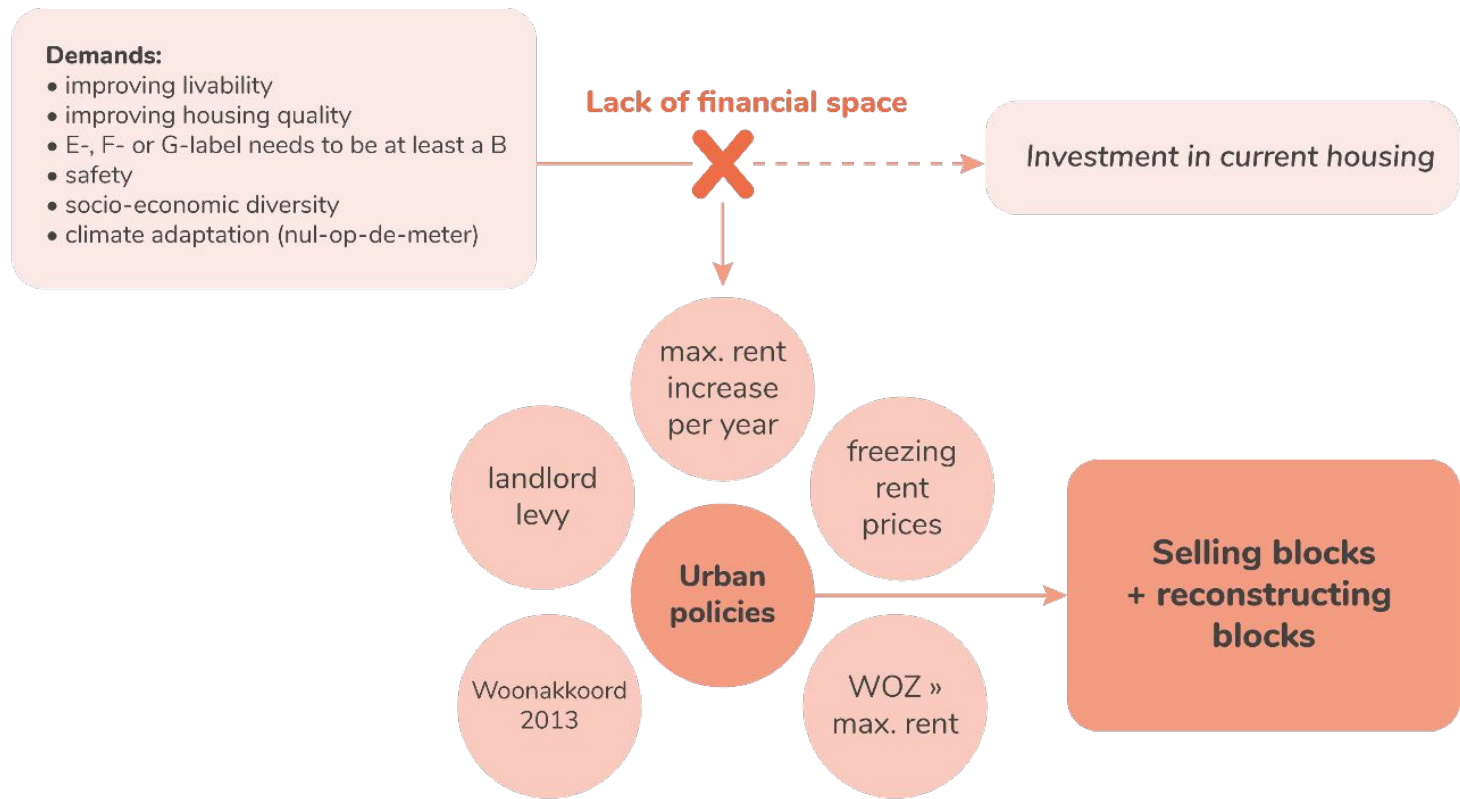 Demands:
• improving livability
• improving housing quality
• E-, F- or G-label needs to be at least a B
• safety
• socio-economic diversity
• climate adaptation (nul-op-de-meter)
Lack of financial space
Investment in current housing
max. rent
increase
per year
landlord
levy
freezing
rent
prices
Urban
policies
Selling blocks
+ reconstructing
blocks
Woonakkoord
2013
WOZ »
max. rent